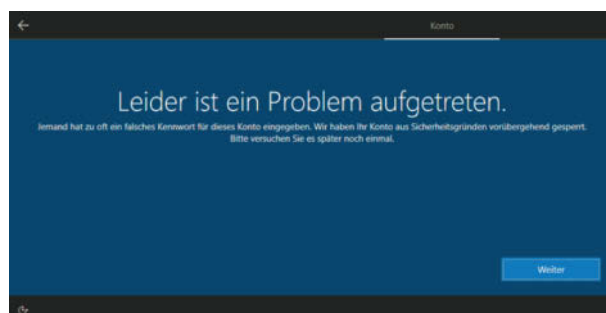 Konto
Leider ist ein Problem aufgetreten.
Jemand hat zu oft ein falsches Kennwort für dieses Konto eingegeben. Wir haben Ihr Konto aus Sicherheitsgründen vorübergehend gesperrt.
Bitte versuchen Sie es später noch einmal.
Weiter